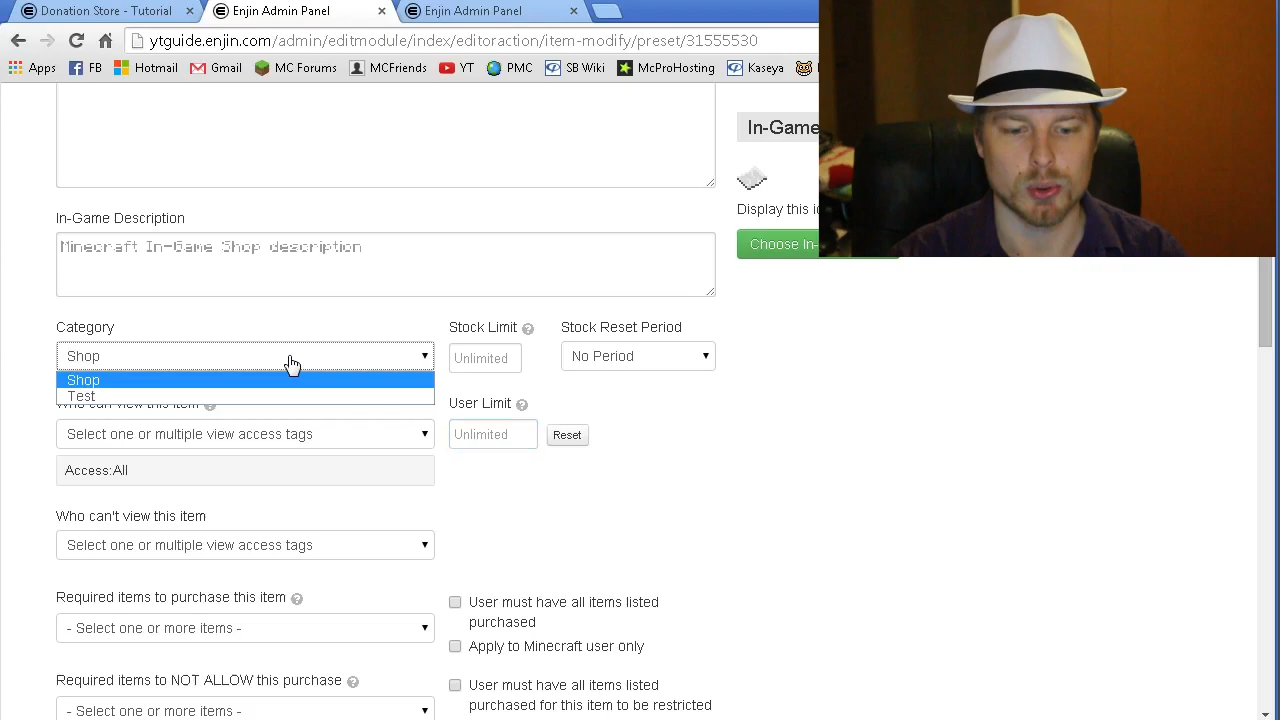 Donation Store - Tutorial
Enjin Admin Panel
Enjin Admin Panel
ytguide.enjin.com/admin/editmodule/index/editoraction/item-modify/preset/31555530
Apps FB Hotmail Gmail MC Forums MCFriends YT PMC SB Wiki McProHosting Kaseya
In-Game
In-Game Description
Minecraft In-Game Shop description
Display this ic
Choose In-
Category
Stock Limit
Stock Reset Period
Shop
Unlimited
No Period
Shop
Test
Who can view this item
User Limit
Select one or multiple view access tags
Unlimited
Reset
Access:All
Who can't view this item
Select one or multiple view access tags
Required items to purchase this item
User must have all items listed
purchased
- Select one or more items -
Apply to Minecraft user only
Required items to NOT ALLOW this purchase
User must have all items listed
purchased for this item to be restricted
- Select one or more items -